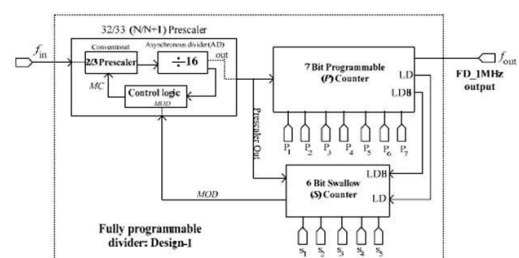 32/33 (N/N+1) Prescaler
Conventional
Asynchronous divider(AD)
out
fin
2/3 Prescaler
÷16
MC
Control logic
MOD
7 Bit Programmable
(P) Counter
LD
LDB
fout
FD_1MHz
output
P1 P2 P3 P4 P5 P6 P7
Prescaler Out
MOD
6 Bit Swallow
(S) Counter
LDB
LD
S1 S2 S3 S4 S5
Fully programmable
divider: Design-1